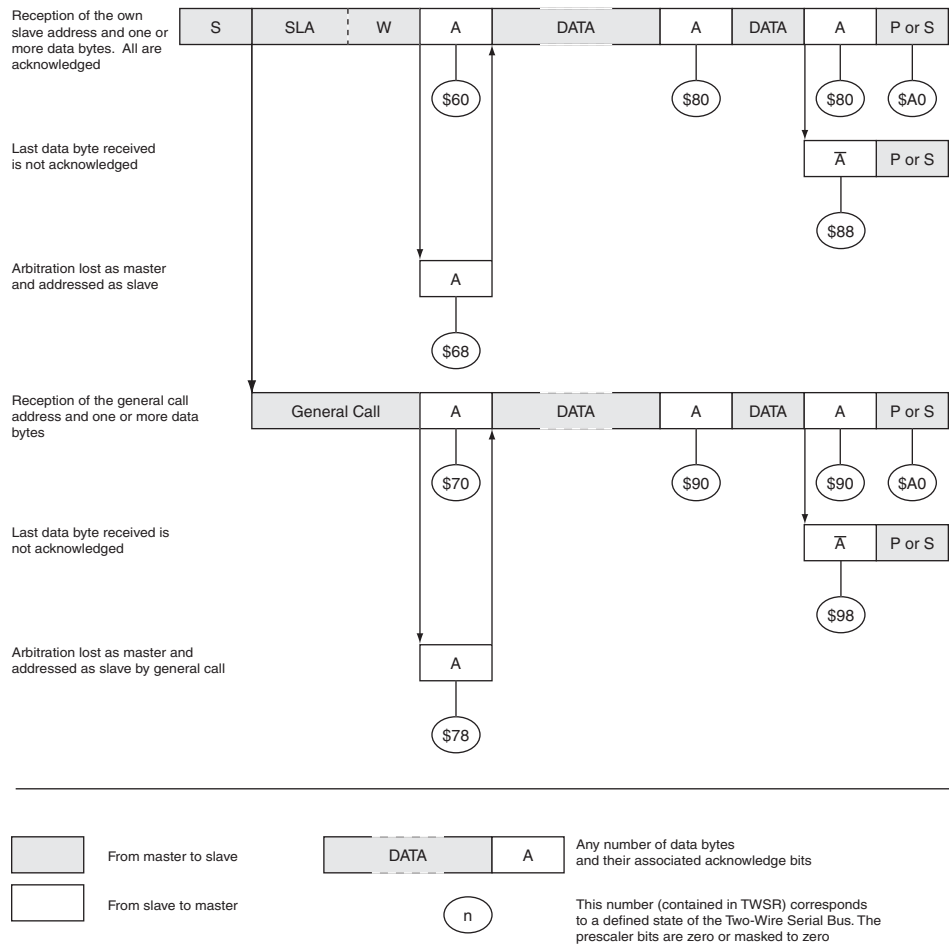 Reception of the own
slave address and one or
more data bytes. All are
acknowledged
S SLA W A DATA A DATA A P or S
$60 $80 $80 $A0
Last data byte received
is not acknowledged
A̅ P or S
$88
Arbitration lost as master
and addressed as slave
A
$68
Reception of the general call
address and one or more data
bytes
General Call A DATA A DATA A P or S
$70 $90 $90 $A0
Last data byte received is
not acknowledged
A̅ P or S
$98
Arbitration lost as master and
addressed as slave by general call
A
$78
From master to slave
DATA A
Any number of data bytes
and their associated acknowledge bits
From slave to master
n
This number (contained in TWSR) corresponds
to a defined state of the Two-Wire Serial Bus. The
prescaler bits are zero or masked to zero